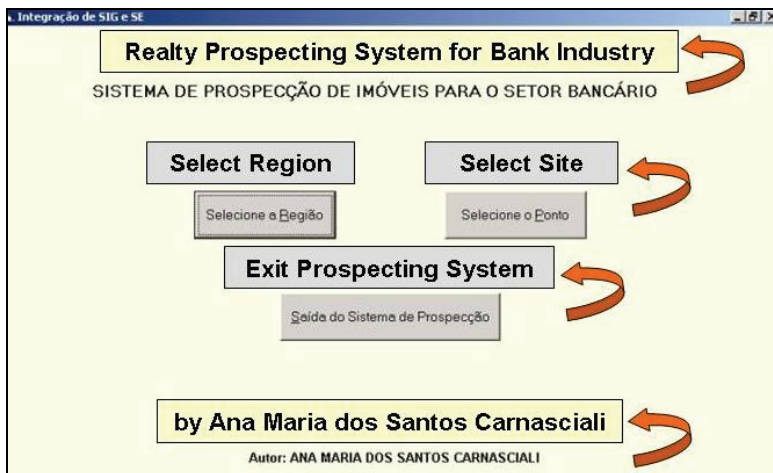 Integração de SIG e SE
Realty Prospecting System for Bank Industry
SISTEMA DE PROSPECÇÃO DE IMÓVEIS PARA O SETOR BANCÁRIO
Select Region
Select Site
Selecione a Região
Selecione o Ponto
Exit Prospecting System
Saída do Sistema de Prospecção
by Ana Maria dos Santos Carnasciali
Autor: ANA MARIA DOS SANTOS CARNASCIALI